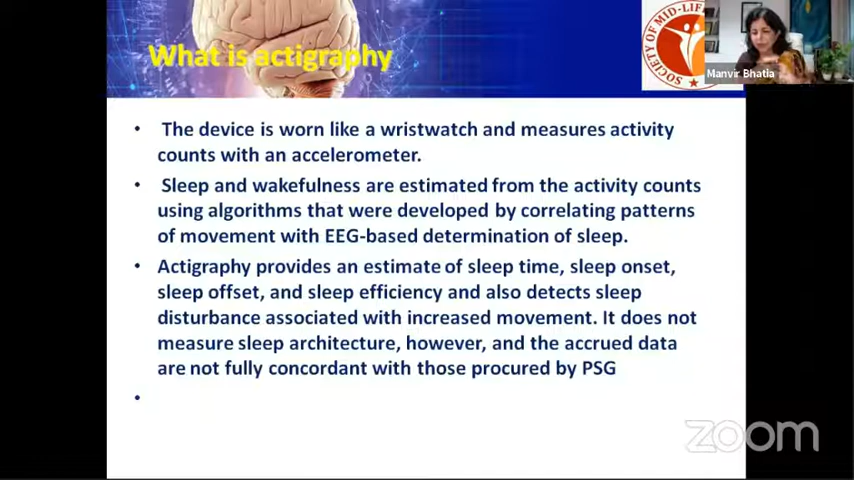 What is actigraphy
SOCIETY OF MID-LIF
Manvir Bhatia
• The device is worn like a wristwatch and measures activity
counts with an accelerometer.
• Sleep and wakefulness are estimated from the activity counts
using algorithms that were developed by correlating patterns
of movement with EEG-based determination of sleep.
• Actigraphy provides an estimate of sleep time, sleep onset,
sleep offset, and sleep efficiency and also detects sleep
disturbance associated with increased movement. It does not
measure sleep architecture, however, and the accrued data
are not fully concordant with those procured by PSG
•
zoom